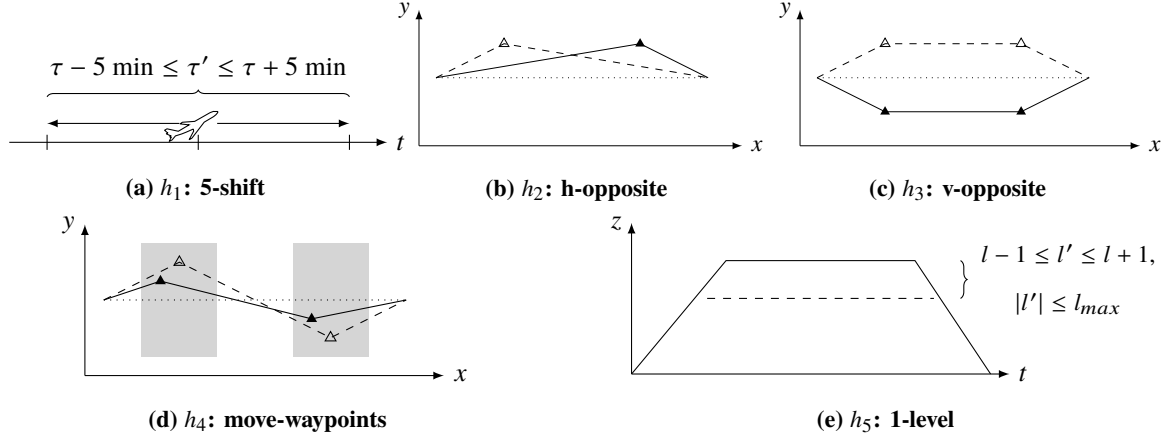 τ − 5 min ≤ τ′ ≤ τ + 5 min
t
(a) h₁: 5-shift
y
x
(b) h₂: h-opposite
y
x
(c) h₃: v-opposite
y
x
(d) h₄: move-waypoints
z
l − 1 ≤ l′ ≤ l + 1,
|l′| ≤ lₘₐₓ
t
(e) h₅: 1-level